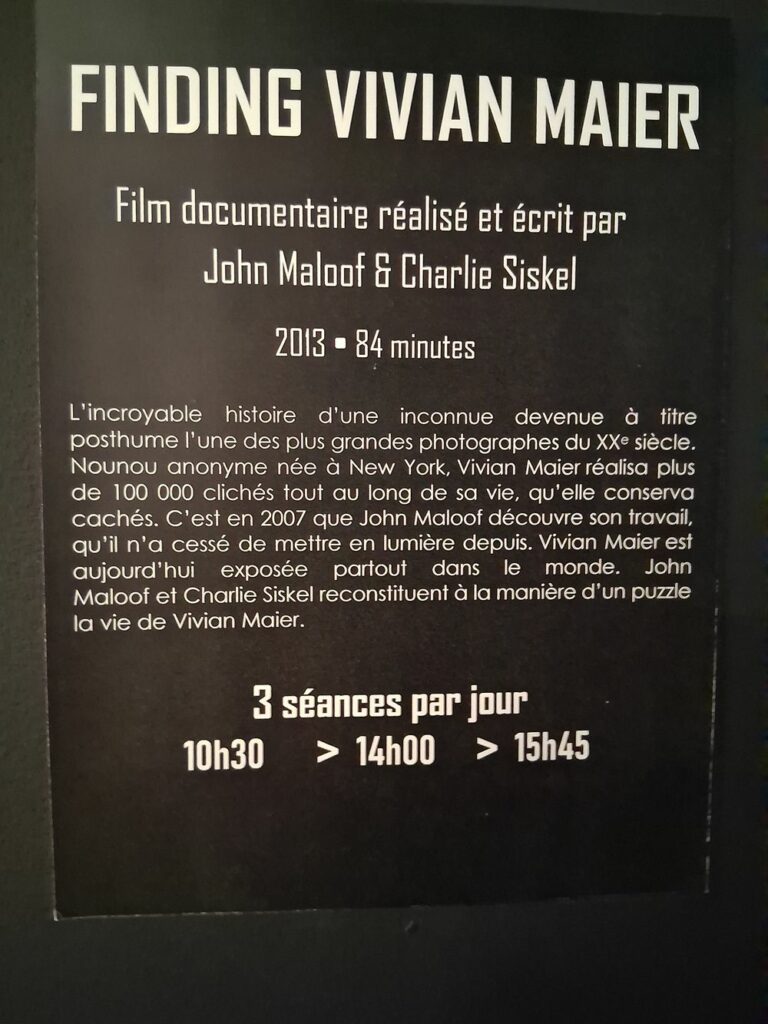 FINDING VIVIAN MAIER
Film documentaire réalisé et écrit par
John Maloof & Charlie Siskel
2013 ▪ 84 minutes
L'incroyable histoire d'une inconnue devenue à titre
posthume l'une des plus grandes photographes du XXᵉ siècle.
Nounou anonyme née à New York, Vivian Maier réalisa plus
de 100 000 clichés tout au long de sa vie, qu'elle conserva
cachés. C'est en 2007 que John Maloof découvre son travail,
qu'il n'a cessé de mettre en lumière depuis. Vivian Maier est
aujourd'hui exposée partout dans le monde. John
Maloof et Charlie Siskel reconstituent à la manière d'un puzzle
la vie de Vivian Maier.
3 séances par jour
10h30 > 14h00 > 15h45